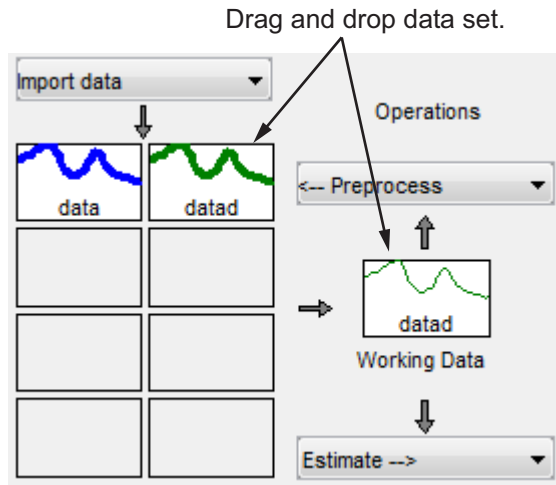 Drag and drop data set.
Import data
Operations
data
datad
<-- Preprocess
datad
Working Data
Estimate -->